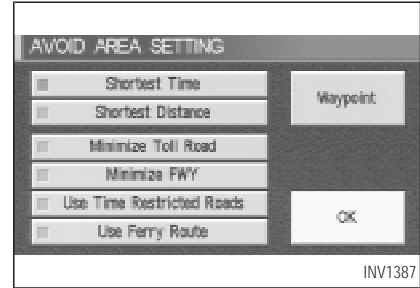 AVOID AREA SETTING
Shortest Time
Shortest Distance
Waypoint
Minimize Toll Road
Minimize FWY
Use Time Restricted Roads
Use Ferry Route
OK
INV1387